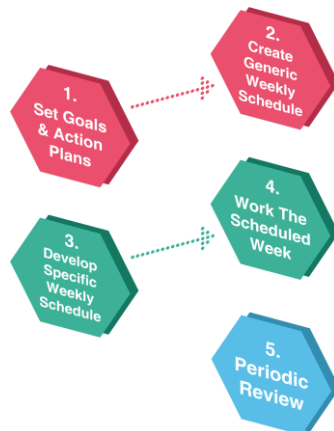 1.
Set Goals
& Action
Plans
2.
Create
Generic
Weekly
Schedule
3.
Develop
Specific
Weekly
Schedule
4.
Work The
Scheduled
Week
5.
Periodic
Review